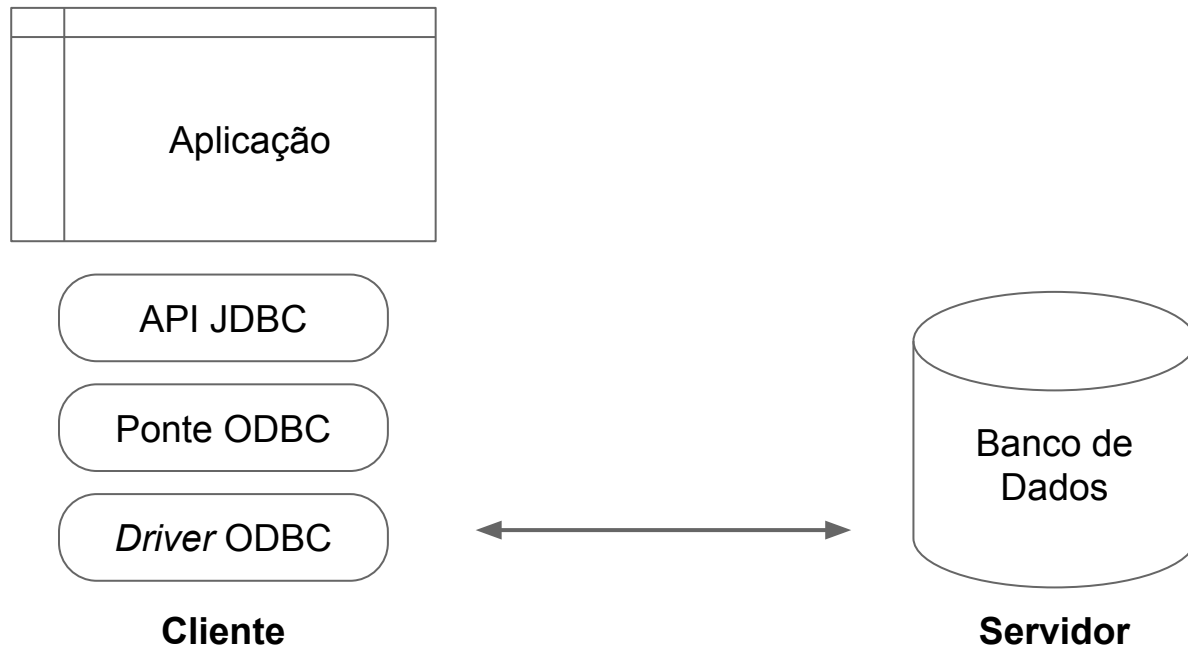 Aplicação
API JDBC
Ponte ODBC
Driver ODBC
Cliente
Banco de
Dados
Servidor